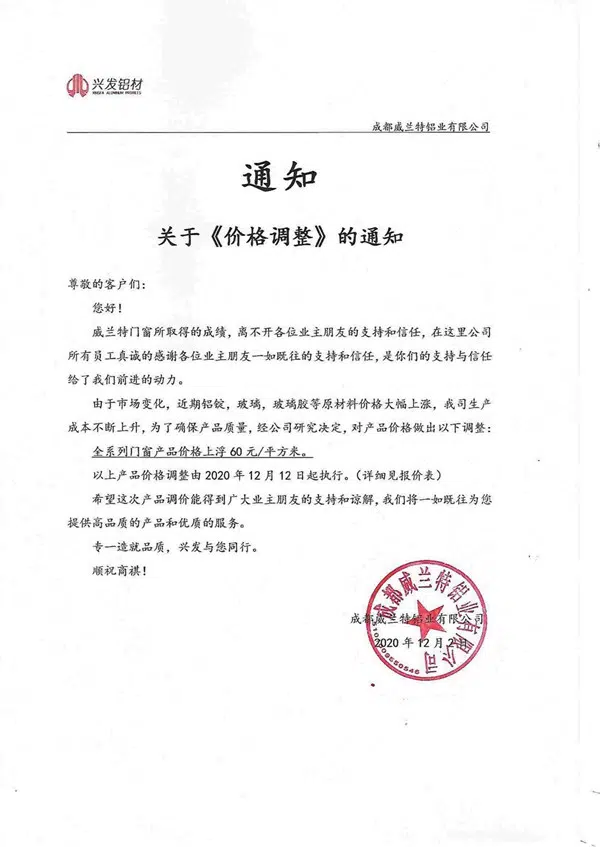 兴发铝材
XINGFA ALUMINUM PROFILES
成都威兰特铝业有限公司
通知
关于《价格调整》的通知
尊敬的客户们：
您好！
威兰特门窗所取得的成绩，离不开各位业主朋友的支持和信任，在这里公司
所有员工真诚的感谢各位业主朋友一如既往的支持和信任，是你们的支持与信任
给了我们前进的动力。
由于市场变化，近期铝锭，玻璃，玻璃胶等原材料价格大幅上涨，我司生产
成本不断上升，为了确保产品质量，经公司研究决定，对产品价格做出以下调整：
全系列门窗产品价格上浮 60 元/平方米。
以上产品价格调整由 2020 年 12 月 12 日起执行。（详细见报价表）
希望这次产品调价能得到广大业主朋友的支持和谅解，我们将一如既往为您
提供高品质的产品和优质的服务。
专一造就品质，兴发与您同行。
顺祝商祺！
成都威兰特铝业有限公司
2020 年 12 月 2 日
成都威兰特铝业有限公司